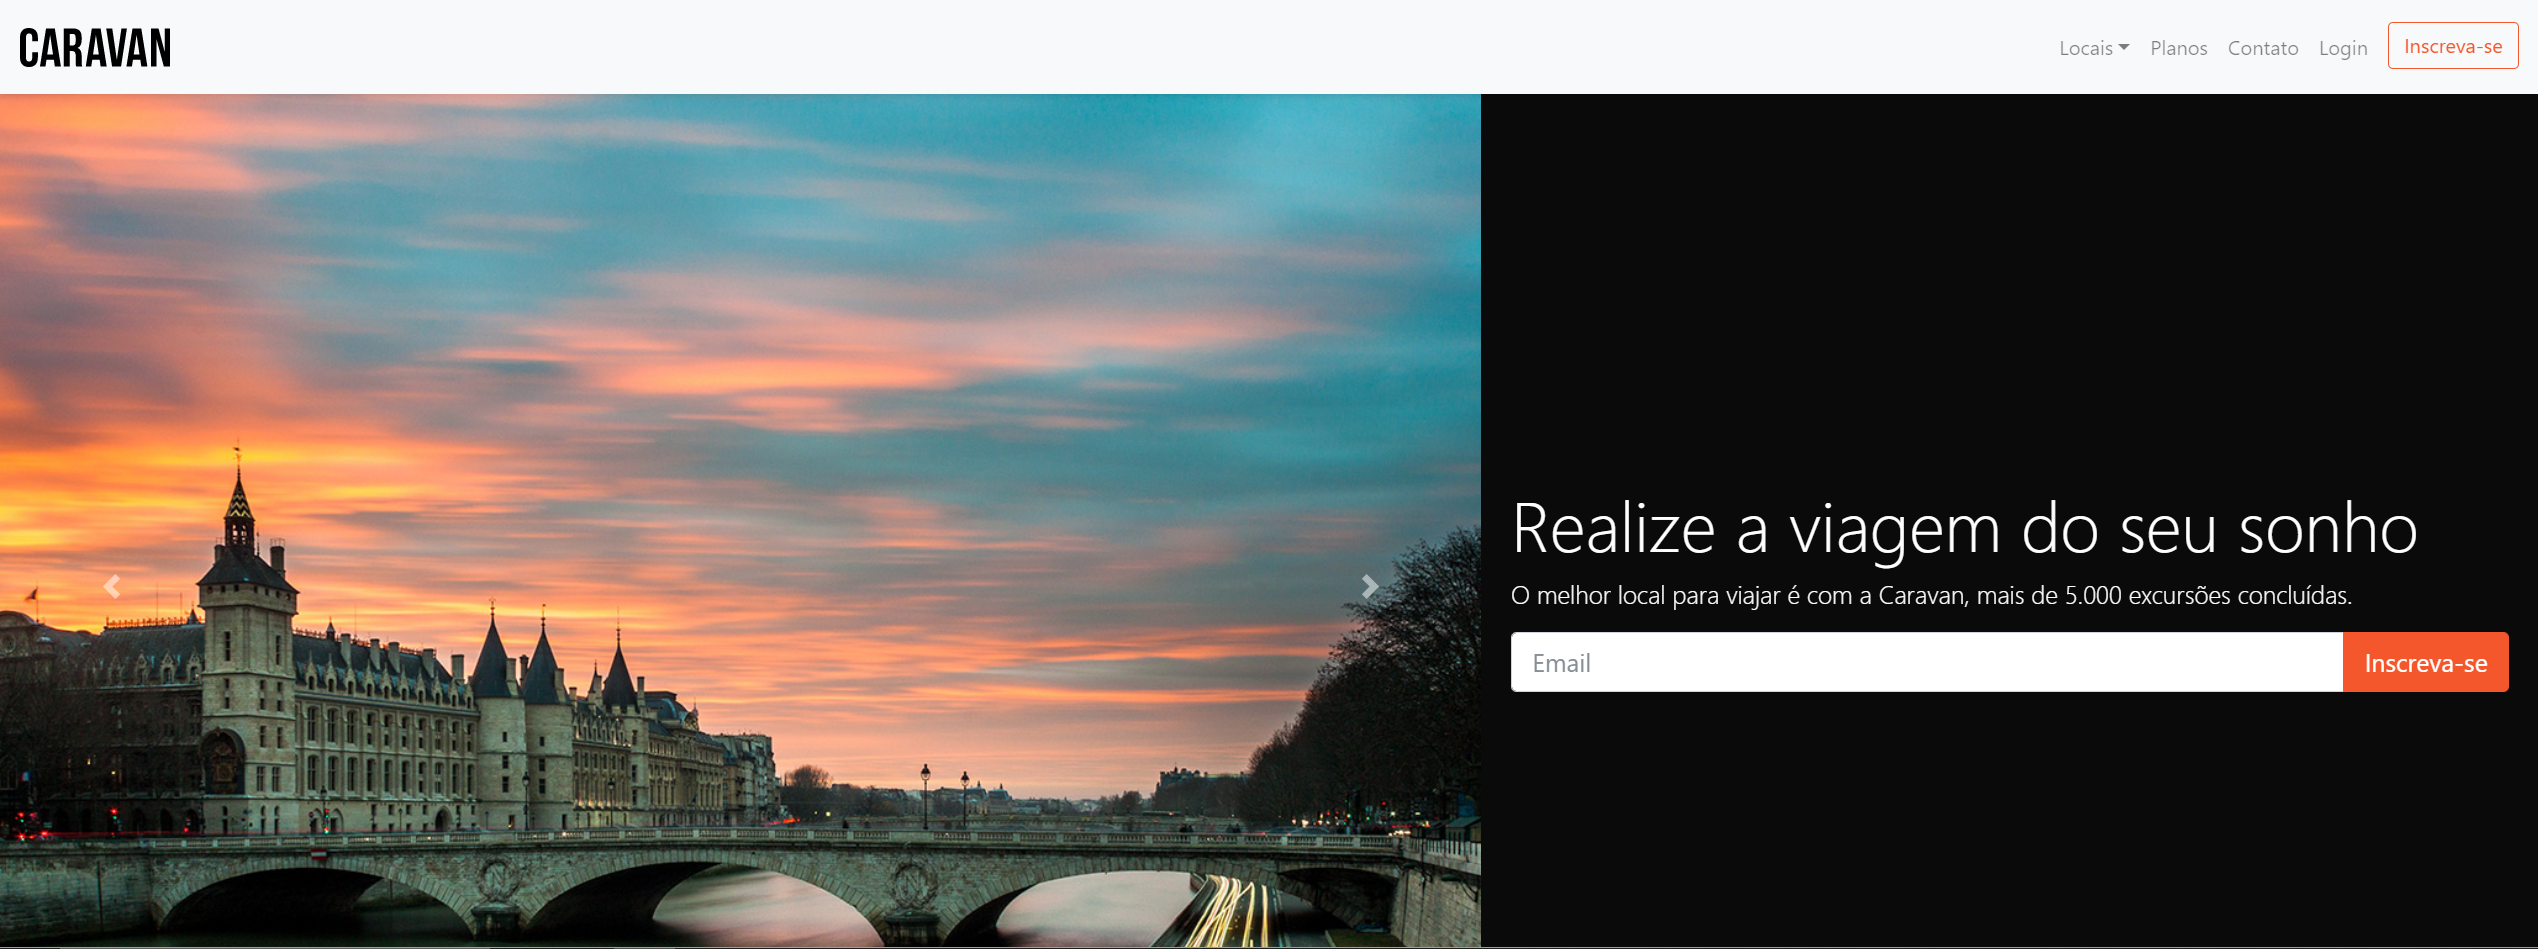 CARAVAN
Locais Planos Contato Login Inscreva-se
Realize a viagem do seu sonho
O melhor local para viajar é com a Caravan, mais de 5.000 excursões concluídas.
Email Inscreva-se